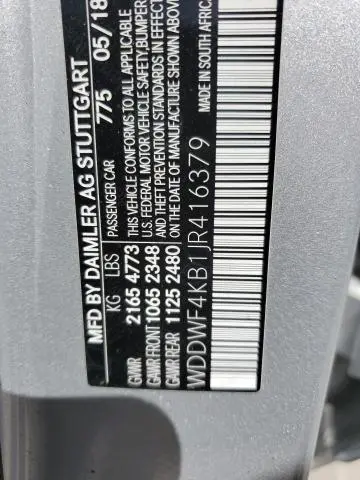 MFD BY DAIMLER AG STUTTGART
PASSENGER CAR 775 05/18
KG LBS
THIS VEHICLE CONFORMS TO ALL APPLICABLE
U.S. FEDERAL MOTOR VEHICLE SAFETY, BUMPER
THEFT PREVENTION STANDARDS IN EFFECT
ON THE DATE OF MANUFACTURE SHOWN ABOVE
GVWR 2165 4773
GAWR FRONT 1065 2348
GAWR REAR 1125 2480
WDDWF4KB1JR416379
MADE IN SOUTH AFRIC